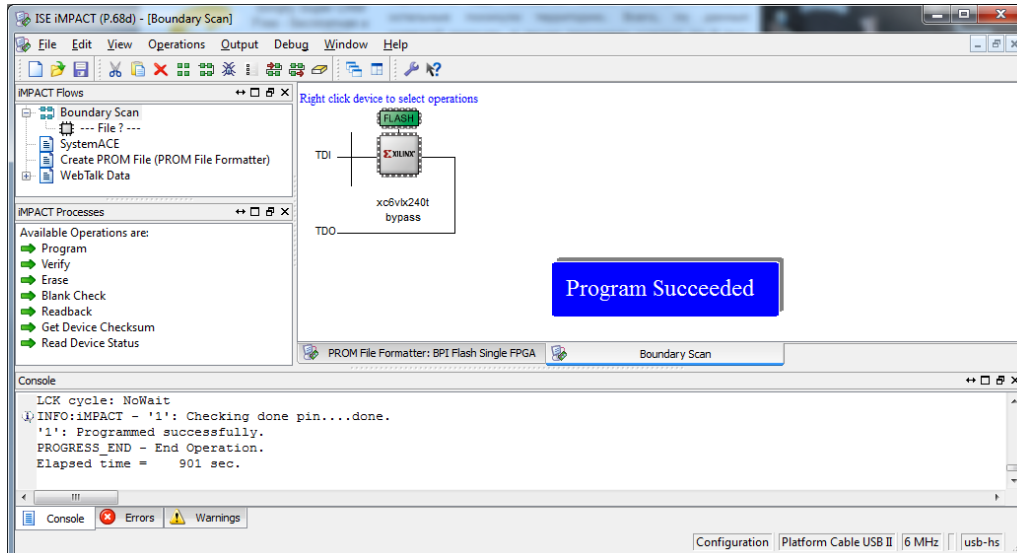 ISE iMPACT (P.68d) - [Boundary Scan]
File Edit View Operations Output Debug Window Help
iMPACT Flows
Right click device to select operations
Boundary Scan
--- File ? ---
SystemACE
Create PROM File (PROM File Formatter)
WebTalk Data
FLASH
TDI
XILINX
xc6vlx240t
bypass
TDO
iMPACT Processes
Available Operations are:
Program
Verify
Erase
Blank Check
Readback
Get Device Checksum
Read Device Status
Program Succeeded
PROM File Formatter: BPI Flash Single FPGA
Boundary Scan
Console
LCK cycle: NoWait
INFO:iMPACT - '1': Checking done pin....done.
'1': Programmed successfully.
PROGRESS_END - End Operation.
Elapsed time =    901 sec.
Console Errors Warnings
Configuration Platform Cable USB II 6 MHz usb-hs